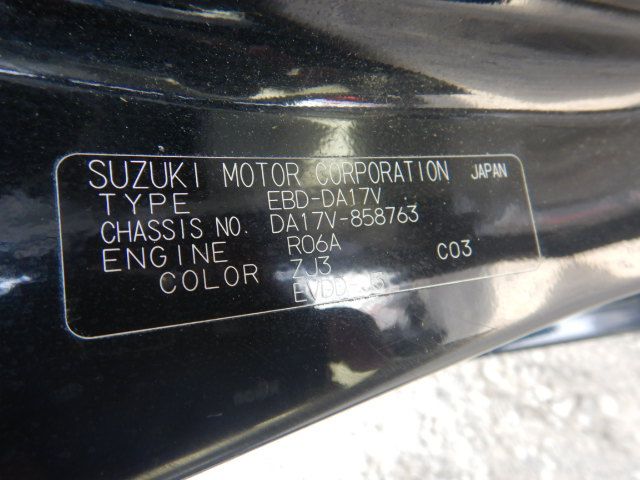 SUZUKI MOTOR CORPORATION JAPAN
TYPE EBD-DA17V
CHASSIS NO. DA17V-858763
ENGINE R06A
COLOR ZJ3 C03